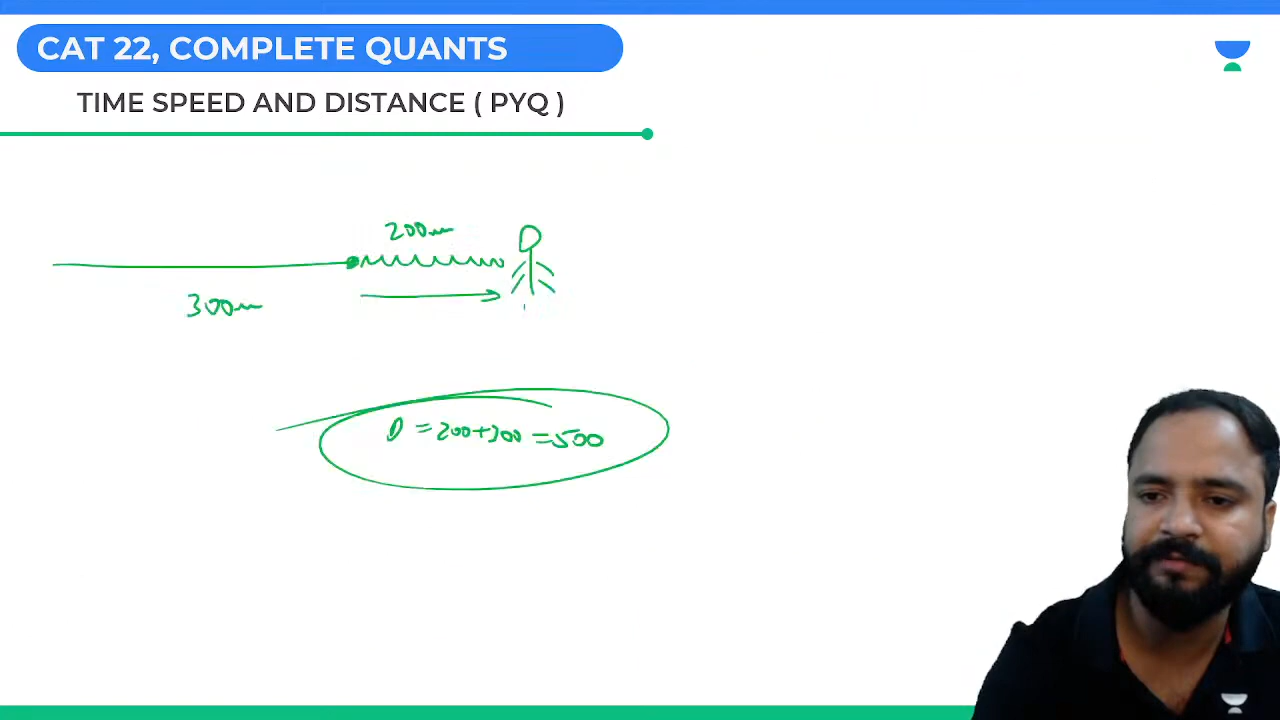 CAT 22, COMPLETE QUANTS
TIME SPEED AND DISTANCE ( PYQ )
200m
300m
D = 200+300 = 500